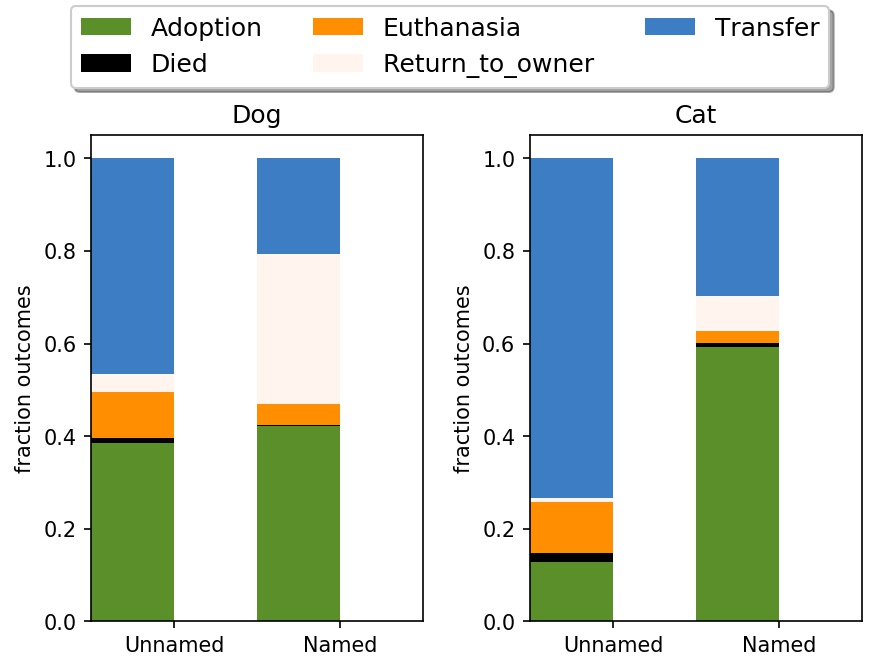 Adoption Euthanasia Transfer
Died Return_to_owner
Dog Cat
1.0 1.0
0.8 0.8
0.6 0.6
0.4 0.4
0.2 0.2
0.0 0.0
fraction outcomes fraction outcomes
Unnamed Named Unnamed Named